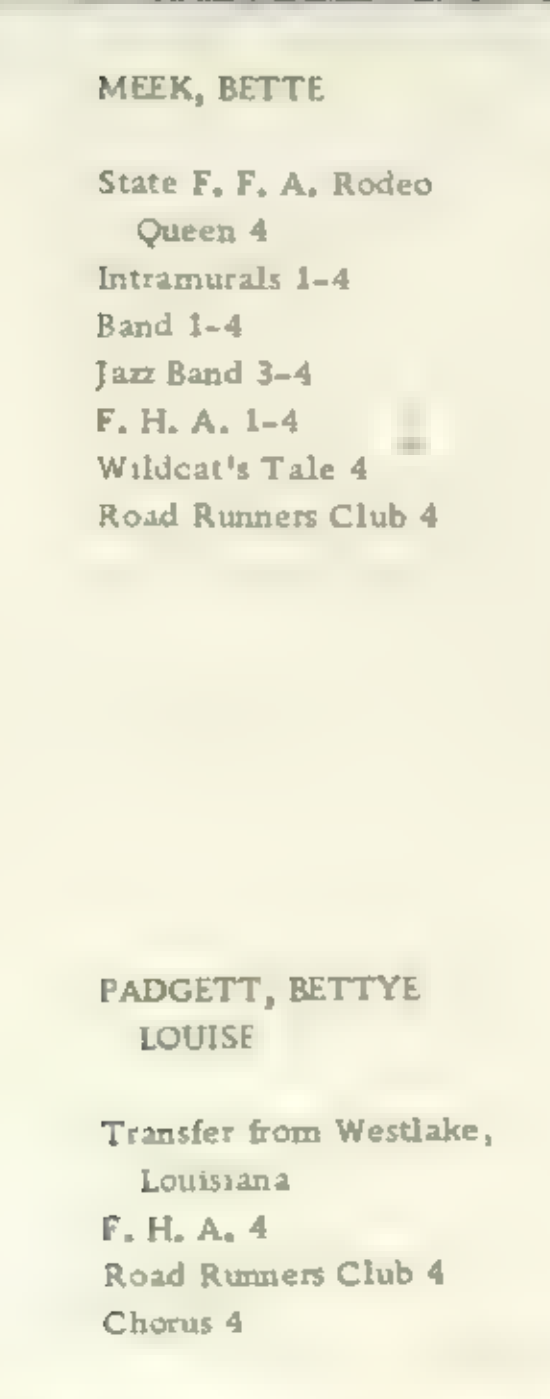 MEEK, BETTE
State F. F. A. Rodeo
Queen 4
Intramurals 1-4
Band 1-4
Jazz Band 3-4
F. H. A. 1-4
Wildcat's Tale 4
Road Runners Club 4
PADGETT, BETTYE
LOUISE
Transfer from Westlake,
Louisiana
F. H. A. 4
Road Runners Club 4
Chorus 4